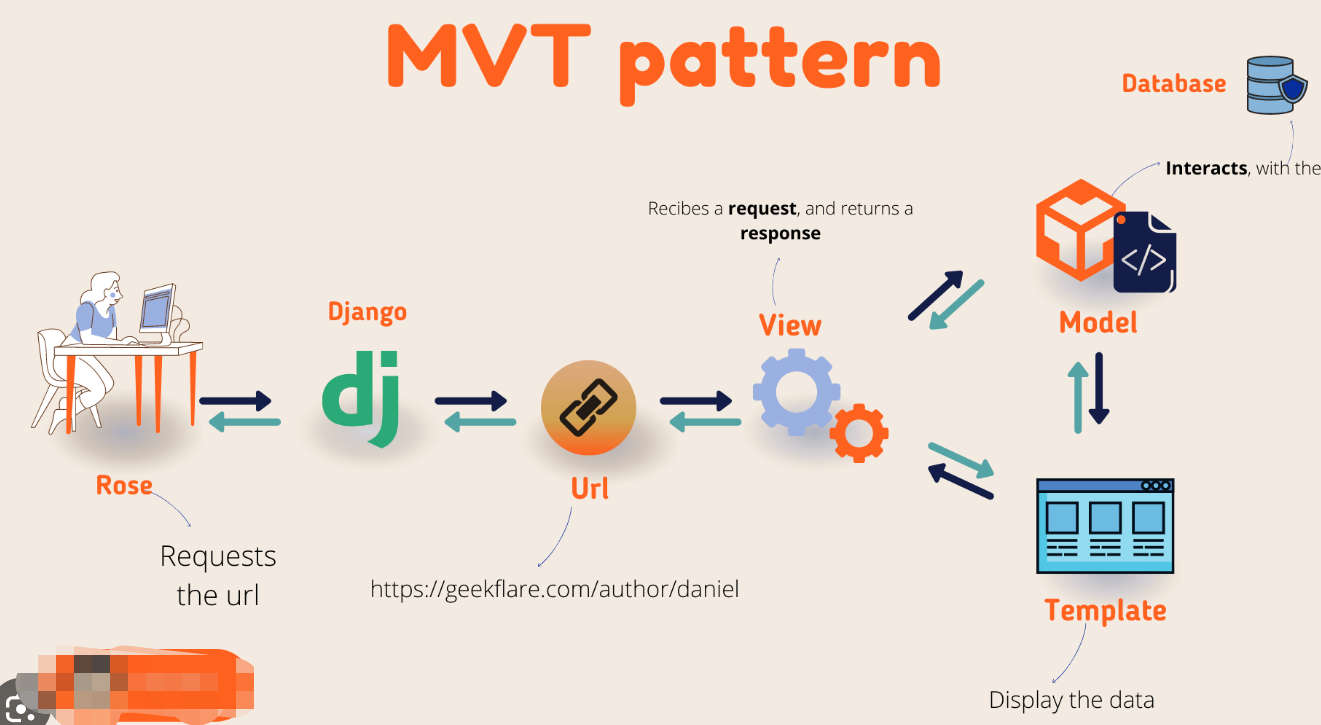 MVT pattern
Database
Interacts, with the
Recibes a request, and returns a
response
Django
dj
View
Model
</>
Rose
Url
Requests
the url
https://geekflare.com/author/daniel
Template
Display the data